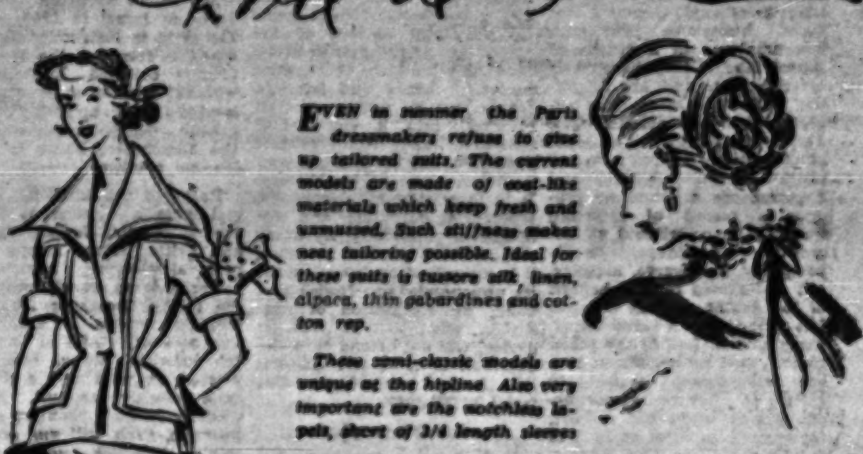 EVEN in summer the Paris
dressmakers refuse to give
up tailored suits. The current
models are made of coat-like
materials which keep fresh and
unmussed. Such stiffness makes
neat tailoring possible. Ideal for
these suits is tussore silk, linen,
alpaca, thin gabardines and cot-
ton rep.
These semi-classic models are
unique at the hipline. Also very
important are the notchless la-
pels, short of 3/4 length sleeves